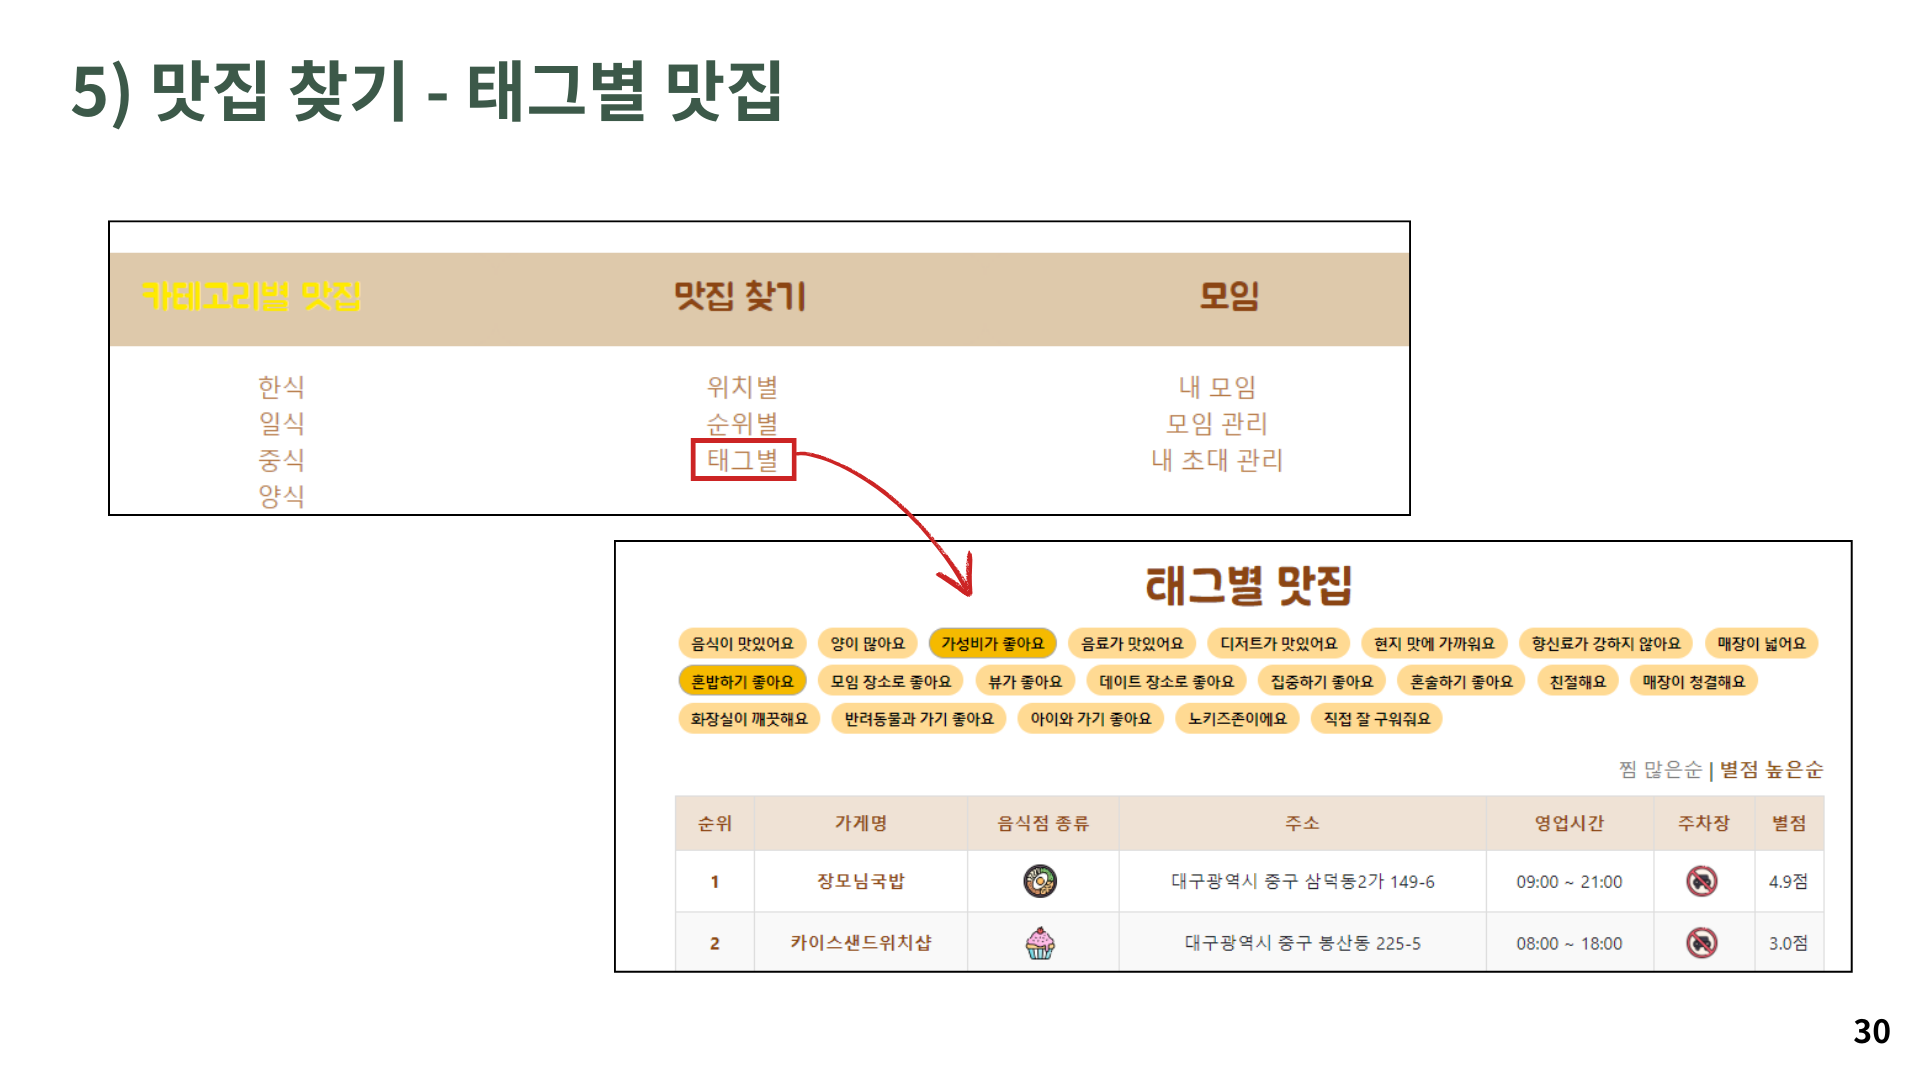 5) 맛집 찾기 - 태그별 맛집
카테고리별 맛집 맛집 찾기 모임
한식 위치별 내 모임
일식 순위별 모임 관리
중식 태그별 내 초대 관리
양식
태그별 맛집
음식이 맛있어요 양이 많아요 가성비가 좋아요 음료가 맛있어요 디저트가 맛있어요 현지 맛에 가까워요 향신료가 강하지 않아요 매장이 넓어요
혼밥하기 좋아요 모임 장소로 좋아요 뷰가 좋아요 데이트 장소로 좋아요 집중하기 좋아요 혼술하기 좋아요 친절해요 매장이 청결해요
화장실이 깨끗해요 반려동물과 가기 좋아요 아이와 가기 좋아요 노키즈존이에요 직접 잘 구워줘요
찜 많은순 | 별점 높은순
순위 가게명 음식점 종류 주소 영업시간 주차장 별점
1 장모님국밥 대구광역시 중구 삼덕동2가 149-6 09:00 ~ 21:00 4.9점
2 카이스샌드위치샵 대구광역시 중구 봉산동 225-5 08:00 ~ 18:00 3.0점
30